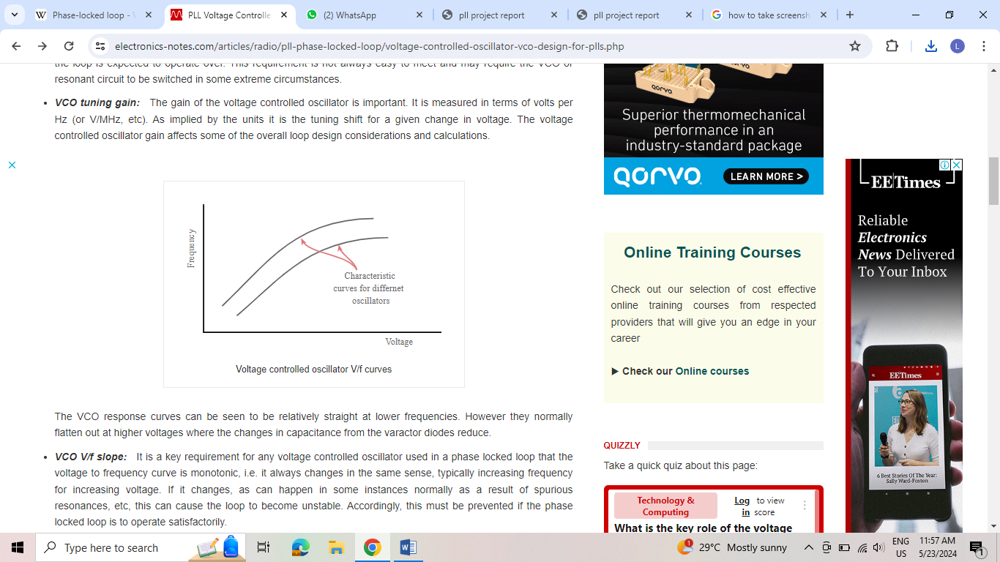 Phase-locked loop - W
PLL Voltage Controlle
(2) WhatsApp
pll project report
pll project report
how to take screensh
electronics-notes.com/articles/radio/pll-phase-locked-loop/voltage-controlled-oscillator-vco-design-for-plls.php
L
the loop is expected to operate over. This requirement is not always easy to meet and may require the VCO or
resonant circuit to be switched in some extreme circumstances.
• VCO tuning gain: The gain of the voltage controlled oscillator is important. It is measured in terms of volts per
Hz (or V/MHz, etc). As implied by the units it is the tuning shift for a given change in voltage. The voltage
controlled oscillator gain affects some of the overall loop design considerations and calculations.
Frequency
Characteristic
curves for differnet
oscillators
Voltage
Voltage controlled oscillator V/f curves
The VCO response curves can be seen to be relatively straight at lower frequencies. However they normally
flatten out at higher voltages where the changes in capacitance from the varactor diodes reduce.
• VCO V/f slope: It is a key requirement for any voltage controlled oscillator used in a phase locked loop that the
voltage to frequency curve is monotonic, i.e. it always changes in the same sense, typically increasing frequency
for increasing voltage. If it changes, as can happen in some instances normally as a result of spurious
resonances, etc, this can cause the loop to become unstable. Accordingly, this must be prevented if the phase
locked loop is to operate satisfactorily.
QORVO
Superior thermomechanical
performance in an
industry-standard package
QORVO
LEARN MORE >
Online Training Courses
Check out our selection of cost effective
online training courses from respected
providers that will give you an edge in your
career
► Check our Online courses
QUIZZLY
Take a quick quiz about this page:
Technology &
Computing
Log in to view
score
What is the key role of the voltage
EETimes
Reliable
Electronics
News Delivered
To Your Inbox
EETimes
6 Best Stories Of The Year:
Sally Ward-Foxton
Type here to search
1
29°C Mostly sunny
ENG
US
11:57 AM
5/23/2024
1